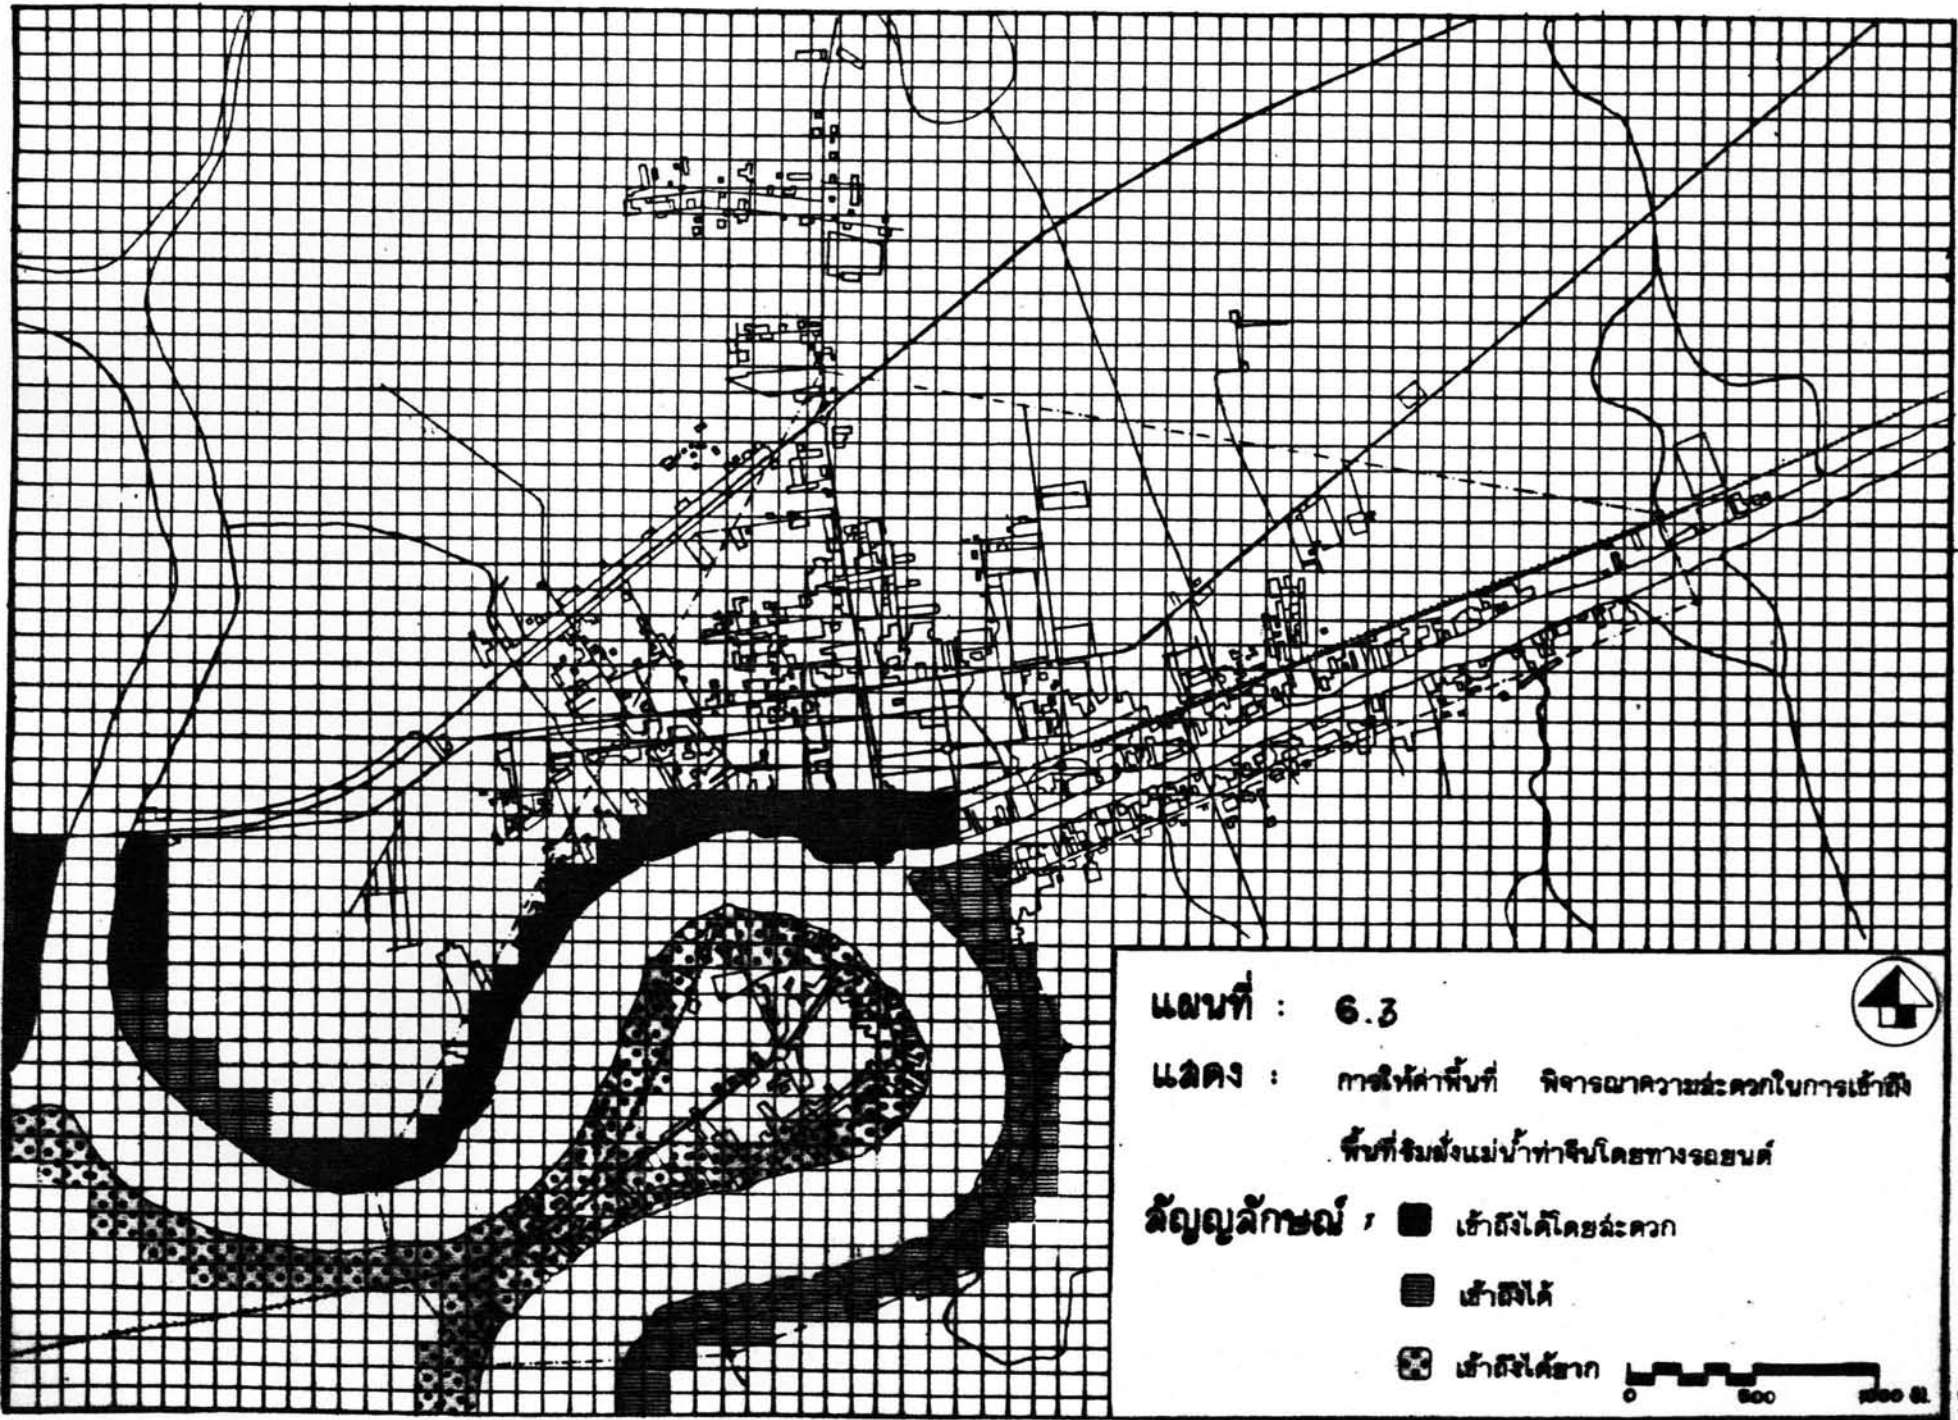 แผนที่ : 6.3
แสดง : การให้ค่าพื้นที่ พิจารณาความสะดวกในการเข้าถึง
พื้นที่ริมฝั่งแม่น้ำท่าจีนโดยทางรถยนต์
สัญญลักษณ์ : เข้าถึงได้โดยสะดวก
เข้าถึงได้
เข้าถึงได้ยาก
0 500 1000 ม.